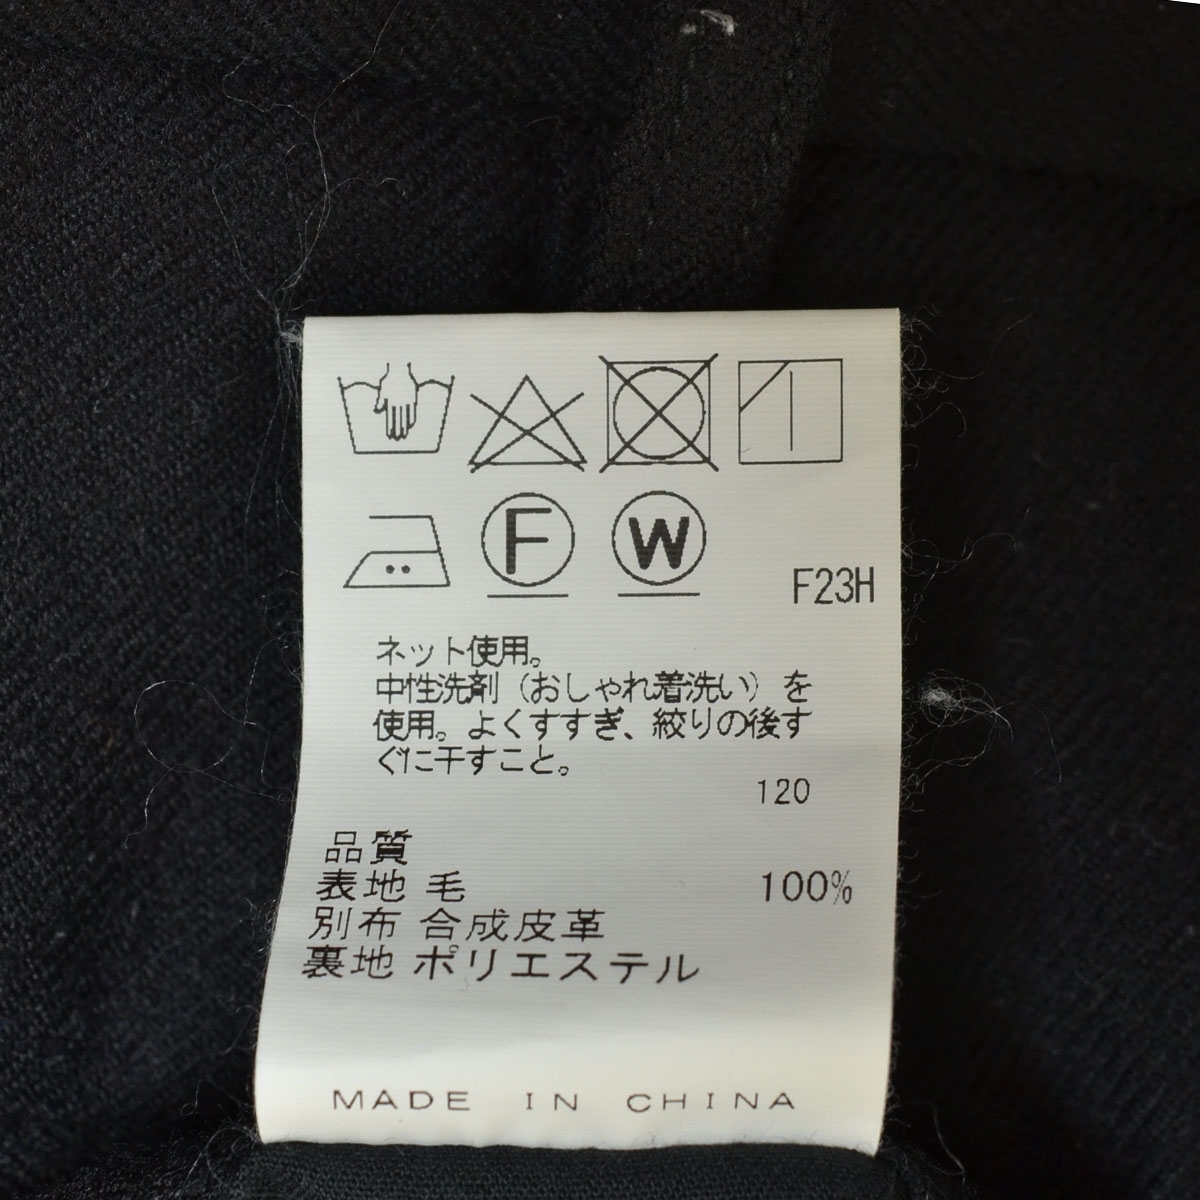 F
W
F23H
ネット使用。
中性洗剤（おしゃれ着洗い）を
使用。よくすすぎ、絞りの後す
ぐに干すこと。
120
品質
表地 毛 100%
別布 合成皮革
裏地 ポリエステル
MADE IN CHINA